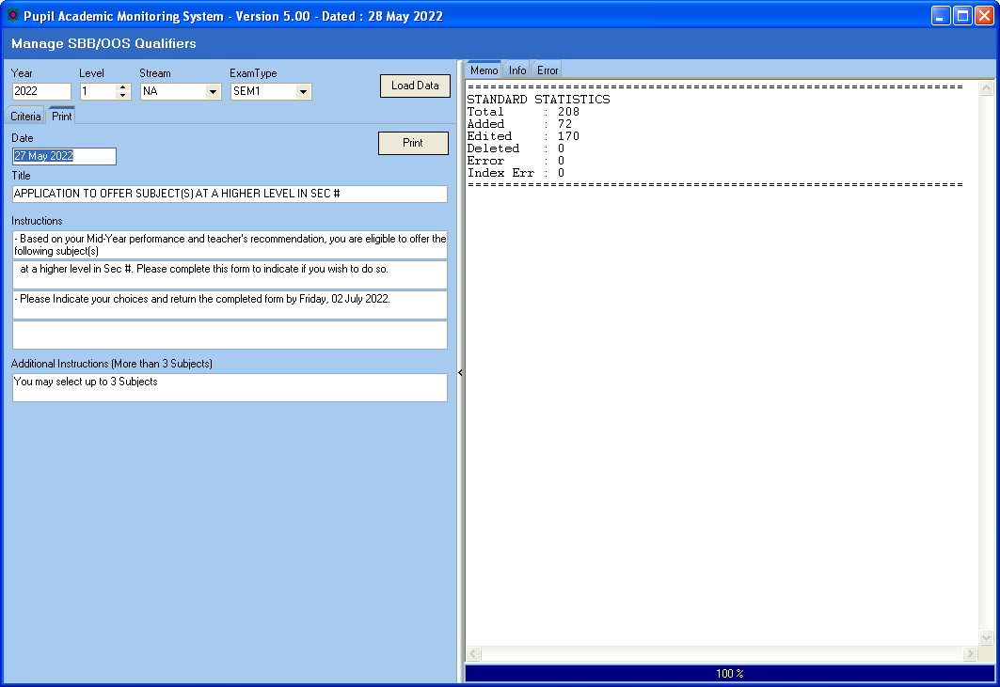 Pupil Academic Monitoring System - Version 5.00 - Dated : 28 May 2022
Manage SBB/OOS Qualifiers
Year Level Stream ExamType
2022 1 NA SEM1 Load Data
Criteria Print
Date
27 May 2022 Print
Title
APPLICATION TO OFFER SUBJECT(S) AT A HIGHER LEVEL IN SEC #
Instructions
- Based on your Mid-Year performance and teacher's recommendation, you are eligible to offer the
following subject(s)
at a higher level in Sec #. Please complete this form to indicate if you wish to do so.
- Please Indicate your choices and return the completed form by Friday, 02 July 2022.
Additional Instructions (More than 3 Subjects)
You may select up to 3 Subjects
Memo Info Error
==================================================================
STANDARD STATISTICS
Total : 208
Added : 72
Edited : 170
Deleted : 0
Error : 0
Index Err : 0
==================================================================
100 %